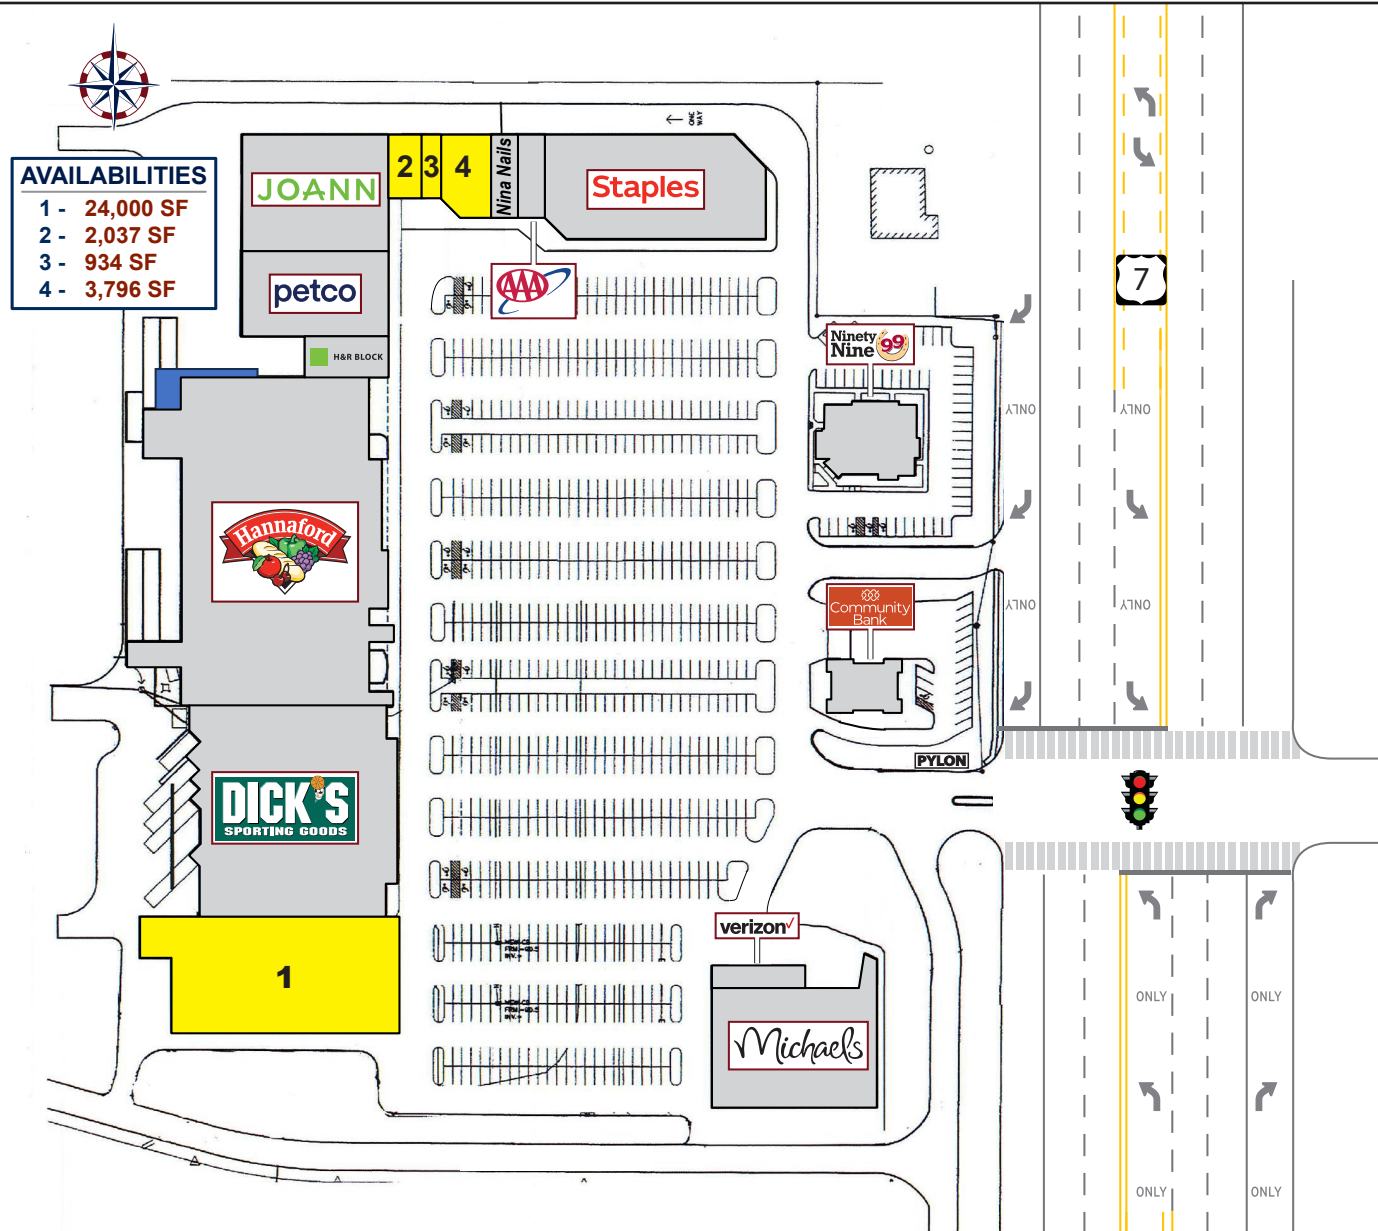 ONE
WAY
AVAILABILITIES
1 - 24,000 SF
2 - 2,037 SF
3 - 934 SF
4 - 3,796 SF
JOANN
2
3
4
Nina Nails
Staples
petco
AAA
7
H&R BLOCK
Ninety
Nine 99
ONLY
ONLY
Hannaford
Community
Bank
ONLY
ONLY
PYLON
DICK'S
SPORTING GOODS
verizon
1
Michaels
ONLY
ONLY
ONLY
ONLY